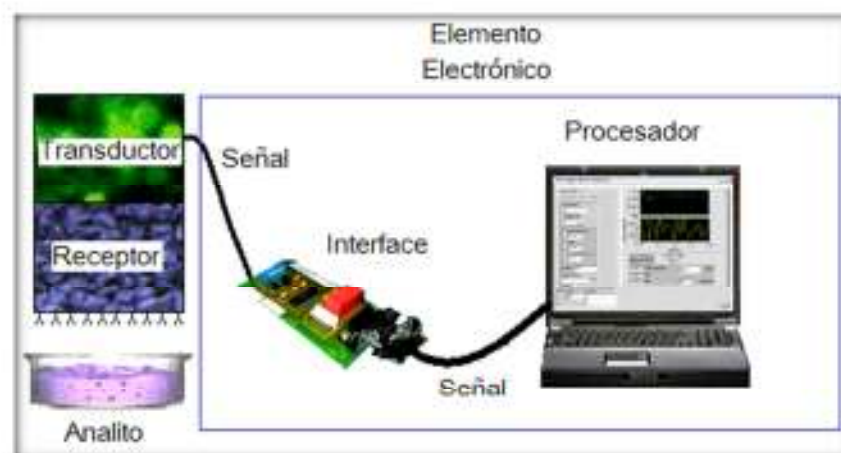 Elemento
Electrónico
Transductor
Señal
Procesador
Receptor
Interface
Señal
Analito